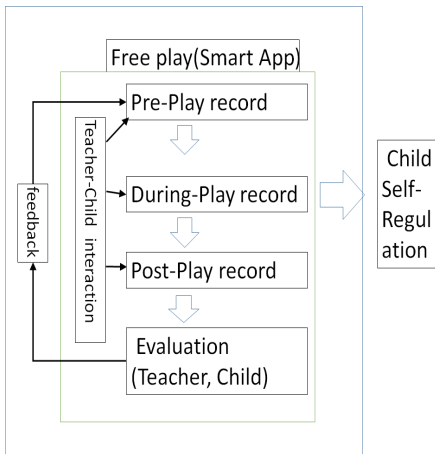 Free play(Smart App)
Pre-Play record
Teacher-Child interaction
feedback
During-Play record
Post-Play record
Evaluation
(Teacher, Child)
Child
Self-
Regul
ation